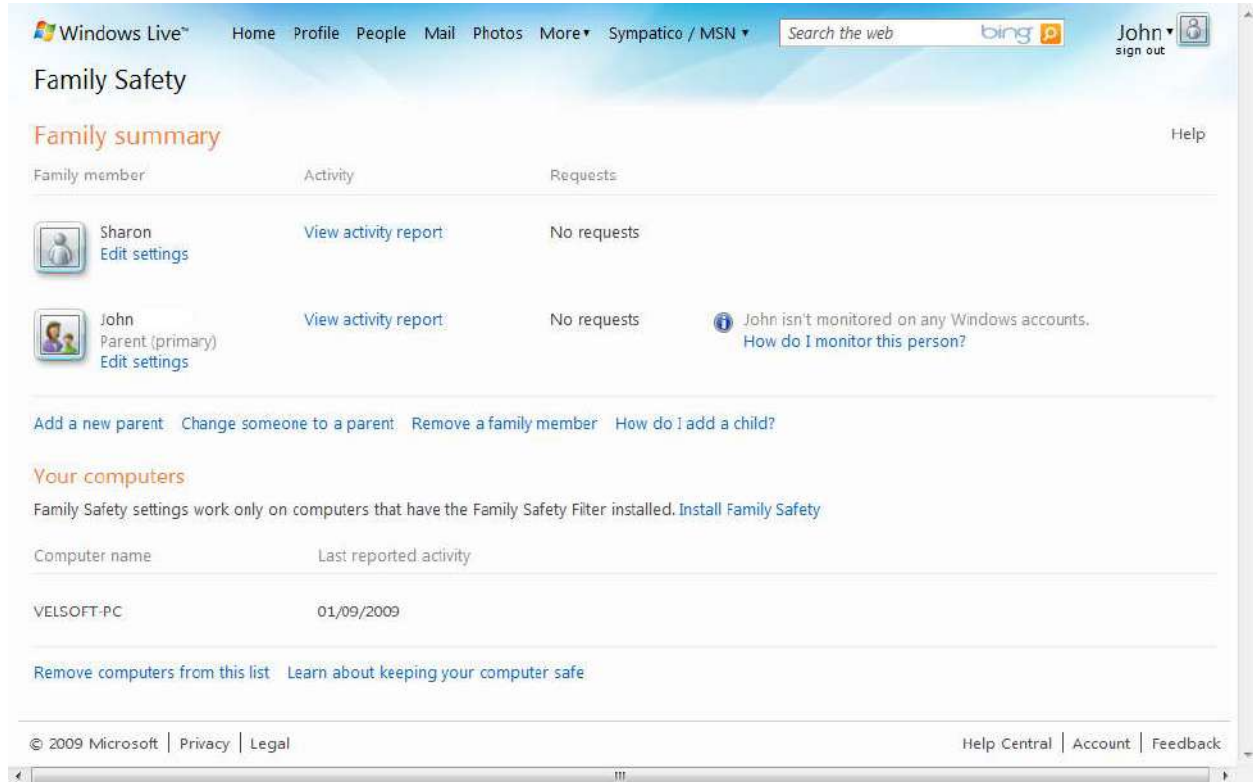 Windows Live™ Home Profile People Mail Photos More▾ Sympatico / MSN ▾ Search the web bing John ▾
sign out
Family Safety
Family summary Help
Family member Activity Requests
Sharon View activity report No requests
Edit settings
John View activity report No requests John isn't monitored on any Windows accounts.
Parent (primary) How do I monitor this person?
Edit settings
Add a new parent Change someone to a parent Remove a family member How do I add a child?
Your computers
Family Safety settings work only on computers that have the Family Safety Filter installed. Install Family Safety
Computer name Last reported activity
VELSOFT-PC 01/09/2009
Remove computers from this list Learn about keeping your computer safe
© 2009 Microsoft | Privacy | Legal Help Central | Account | Feedback